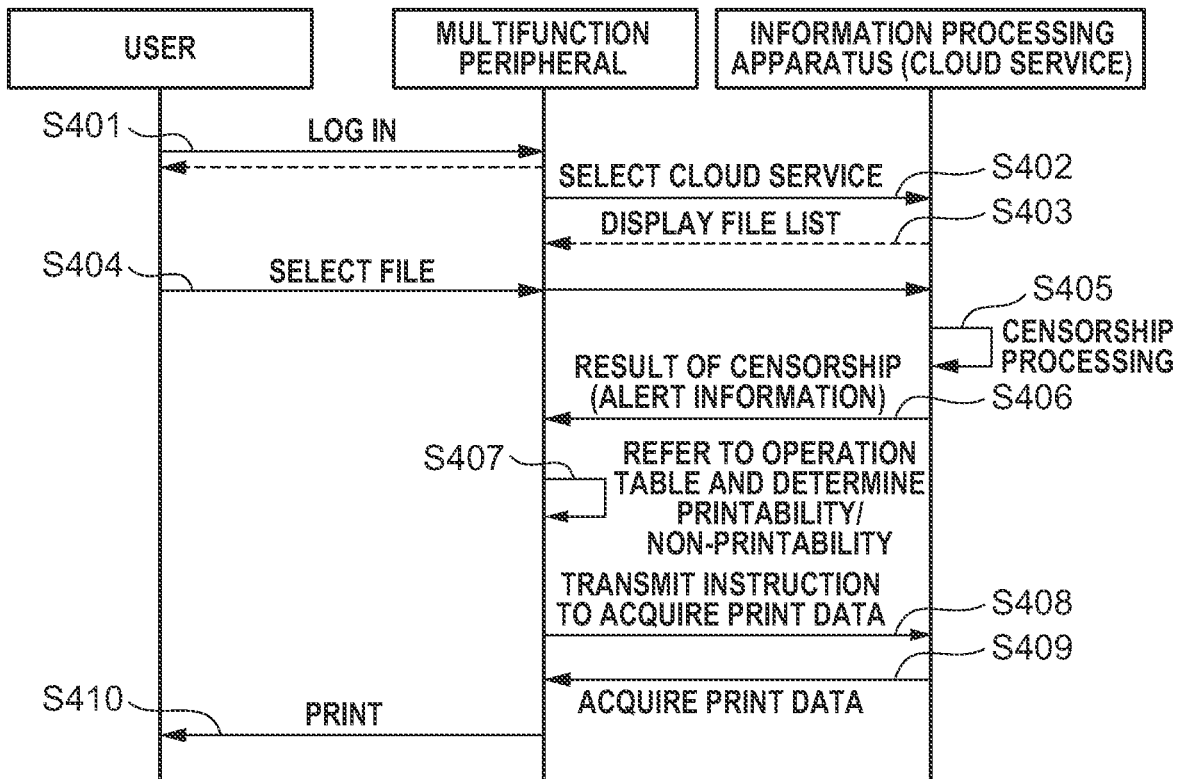 USER
MULTIFUNCTION
PERIPHERAL
INFORMATION PROCESSING
APPARATUS (CLOUD SERVICE)
S401
LOG IN
SELECT CLOUD SERVICE
S402
DISPLAY FILE LIST
S403
S404
SELECT FILE
S405
CENSORSHIP
PROCESSING
RESULT OF CENSORSHIP
(ALERT INFORMATION)
S406
S407
REFER TO OPERATION
TABLE AND DETERMINE
PRINTABILITY/
NON-PRINTABILITY
TRANSMIT INSTRUCTION
TO ACQUIRE PRINT DATA
S408
S409
ACQUIRE PRINT DATA
S410
PRINT